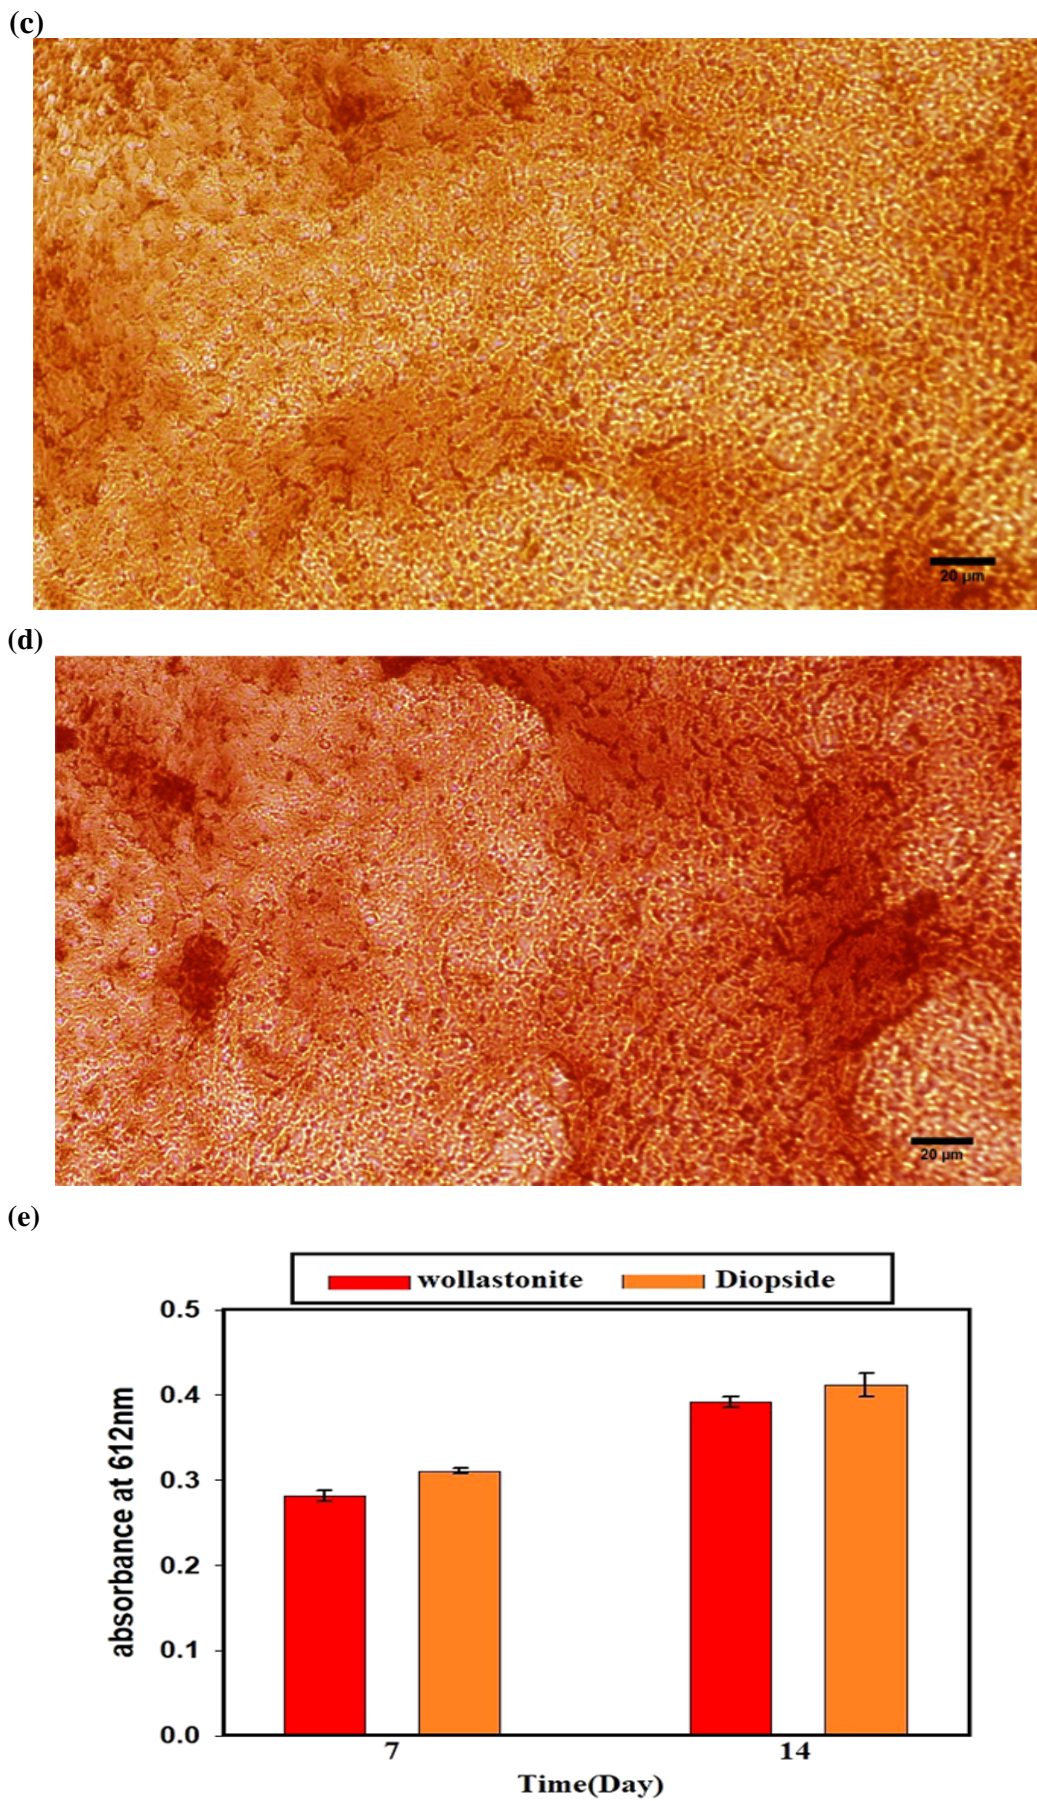 (c)
20 µm
(d)
20 µm
(e)
wollastonite Diopside
0.5
0.4
0.3
0.2
0.1
0.0
absorbance at 612nm
7 14
Time(Day)